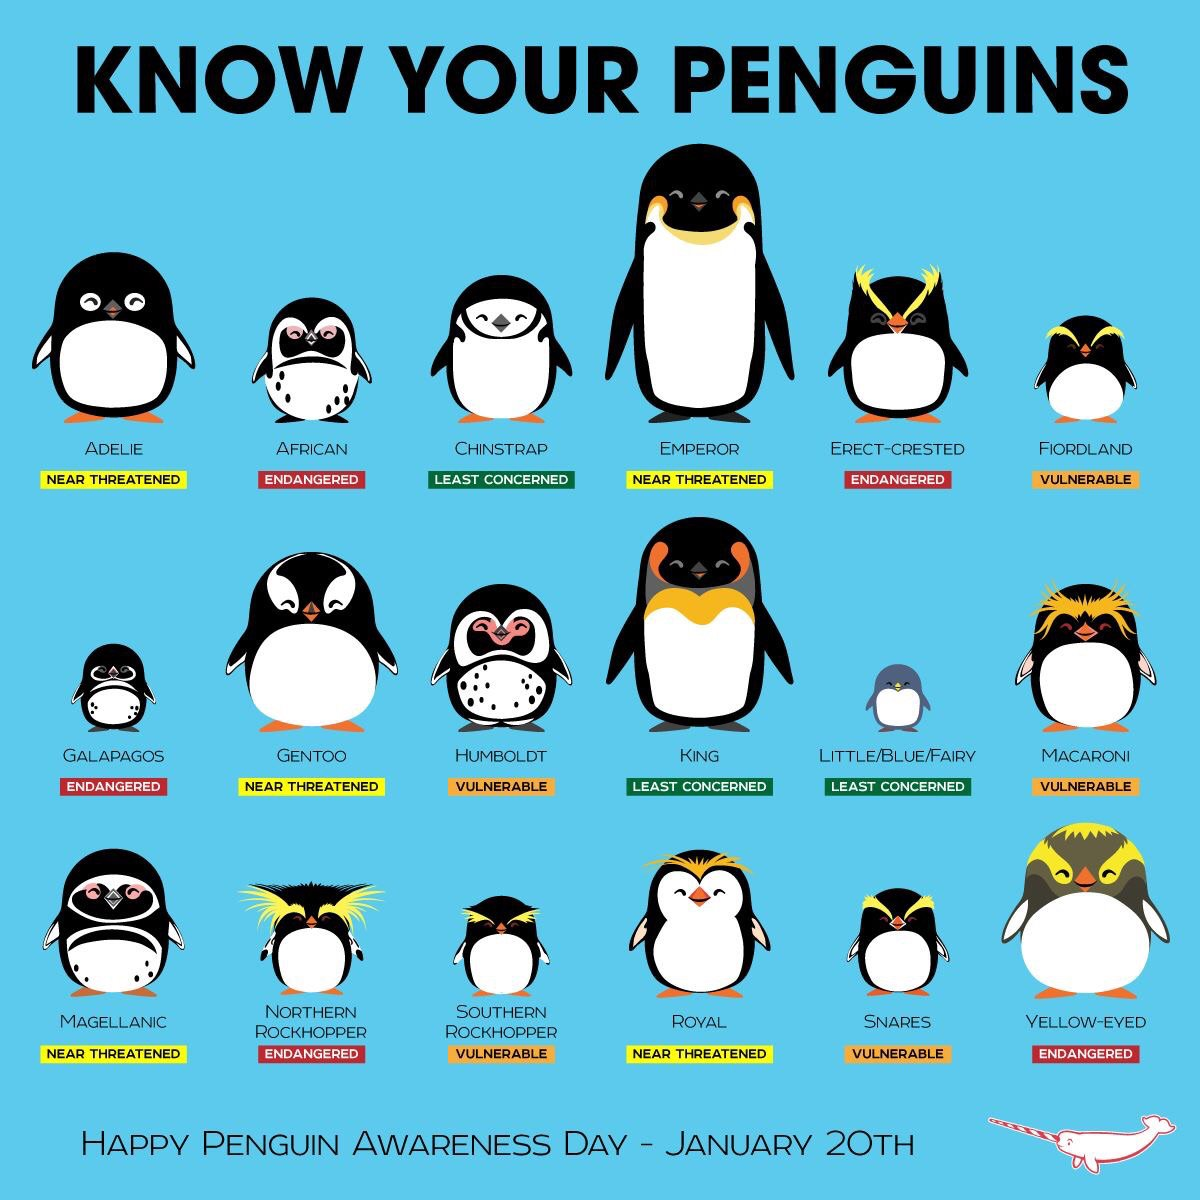 KNOW YOUR PENGUINS
ADELIE
NEAR THREATENED
AFRICAN
ENDANGERED
CHINSTRAP
LEAST CONCERNED
EMPEROR
NEAR THREATENED
ERECT-CRESTED
ENDANGERED
FIORDLAND
VULNERABLE
GALAPAGOS
ENDANGERED
GENTOO
NEAR THREATENED
HUMBOLDT
VULNERABLE
KING
LEAST CONCERNED
LITTLE/BLUE/FAIRY
LEAST CONCERNED
MACARONI
VULNERABLE
MAGELLANIC
NEAR THREATENED
NORTHERN
ROCKHOPPER
ENDANGERED
SOUTHERN
ROCKHOPPER
VULNERABLE
ROYAL
NEAR THREATENED
SNARES
VULNERABLE
YELLOW-EYED
ENDANGERED
HAPPY PENGUIN AWARENESS DAY - JANUARY 20TH